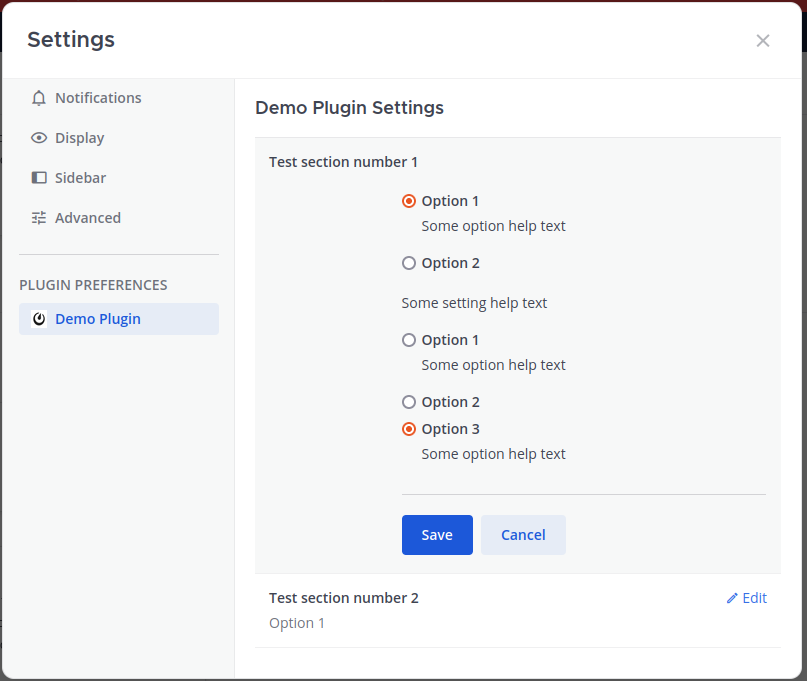 Settings
Notifications
Display
Sidebar
Advanced
PLUGIN PREFERENCES
Demo Plugin
Demo Plugin Settings
Test section number 1
Option 1
Some option help text
Option 2
Some setting help text
Option 1
Some option help text
Option 2
Option 3
Some option help text
Save Cancel
Test section number 2 Edit
Option 1